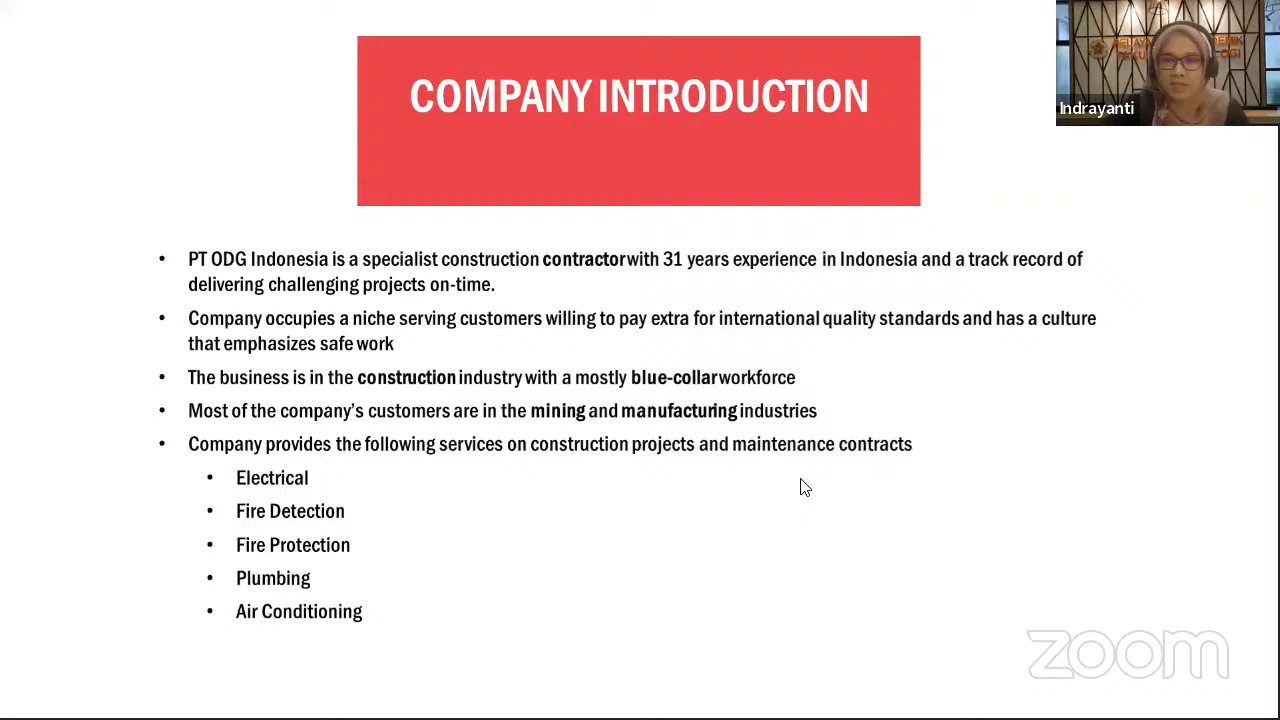 COMPANY INTRODUCTION
Indrayanti
• PT ODG Indonesia is a specialist construction contractor with 31 years experience in Indonesia and a track record of
delivering challenging projects on-time.
• Company occupies a niche serving customers willing to pay extra for international quality standards and has a culture
that emphasizes safe work
• The business is in the construction industry with a mostly blue-collar workforce
• Most of the company's customers are in the mining and manufacturing industries
• Company provides the following services on construction projects and maintenance contracts
• Electrical
• Fire Detection
• Fire Protection
• Plumbing
• Air Conditioning
zoom